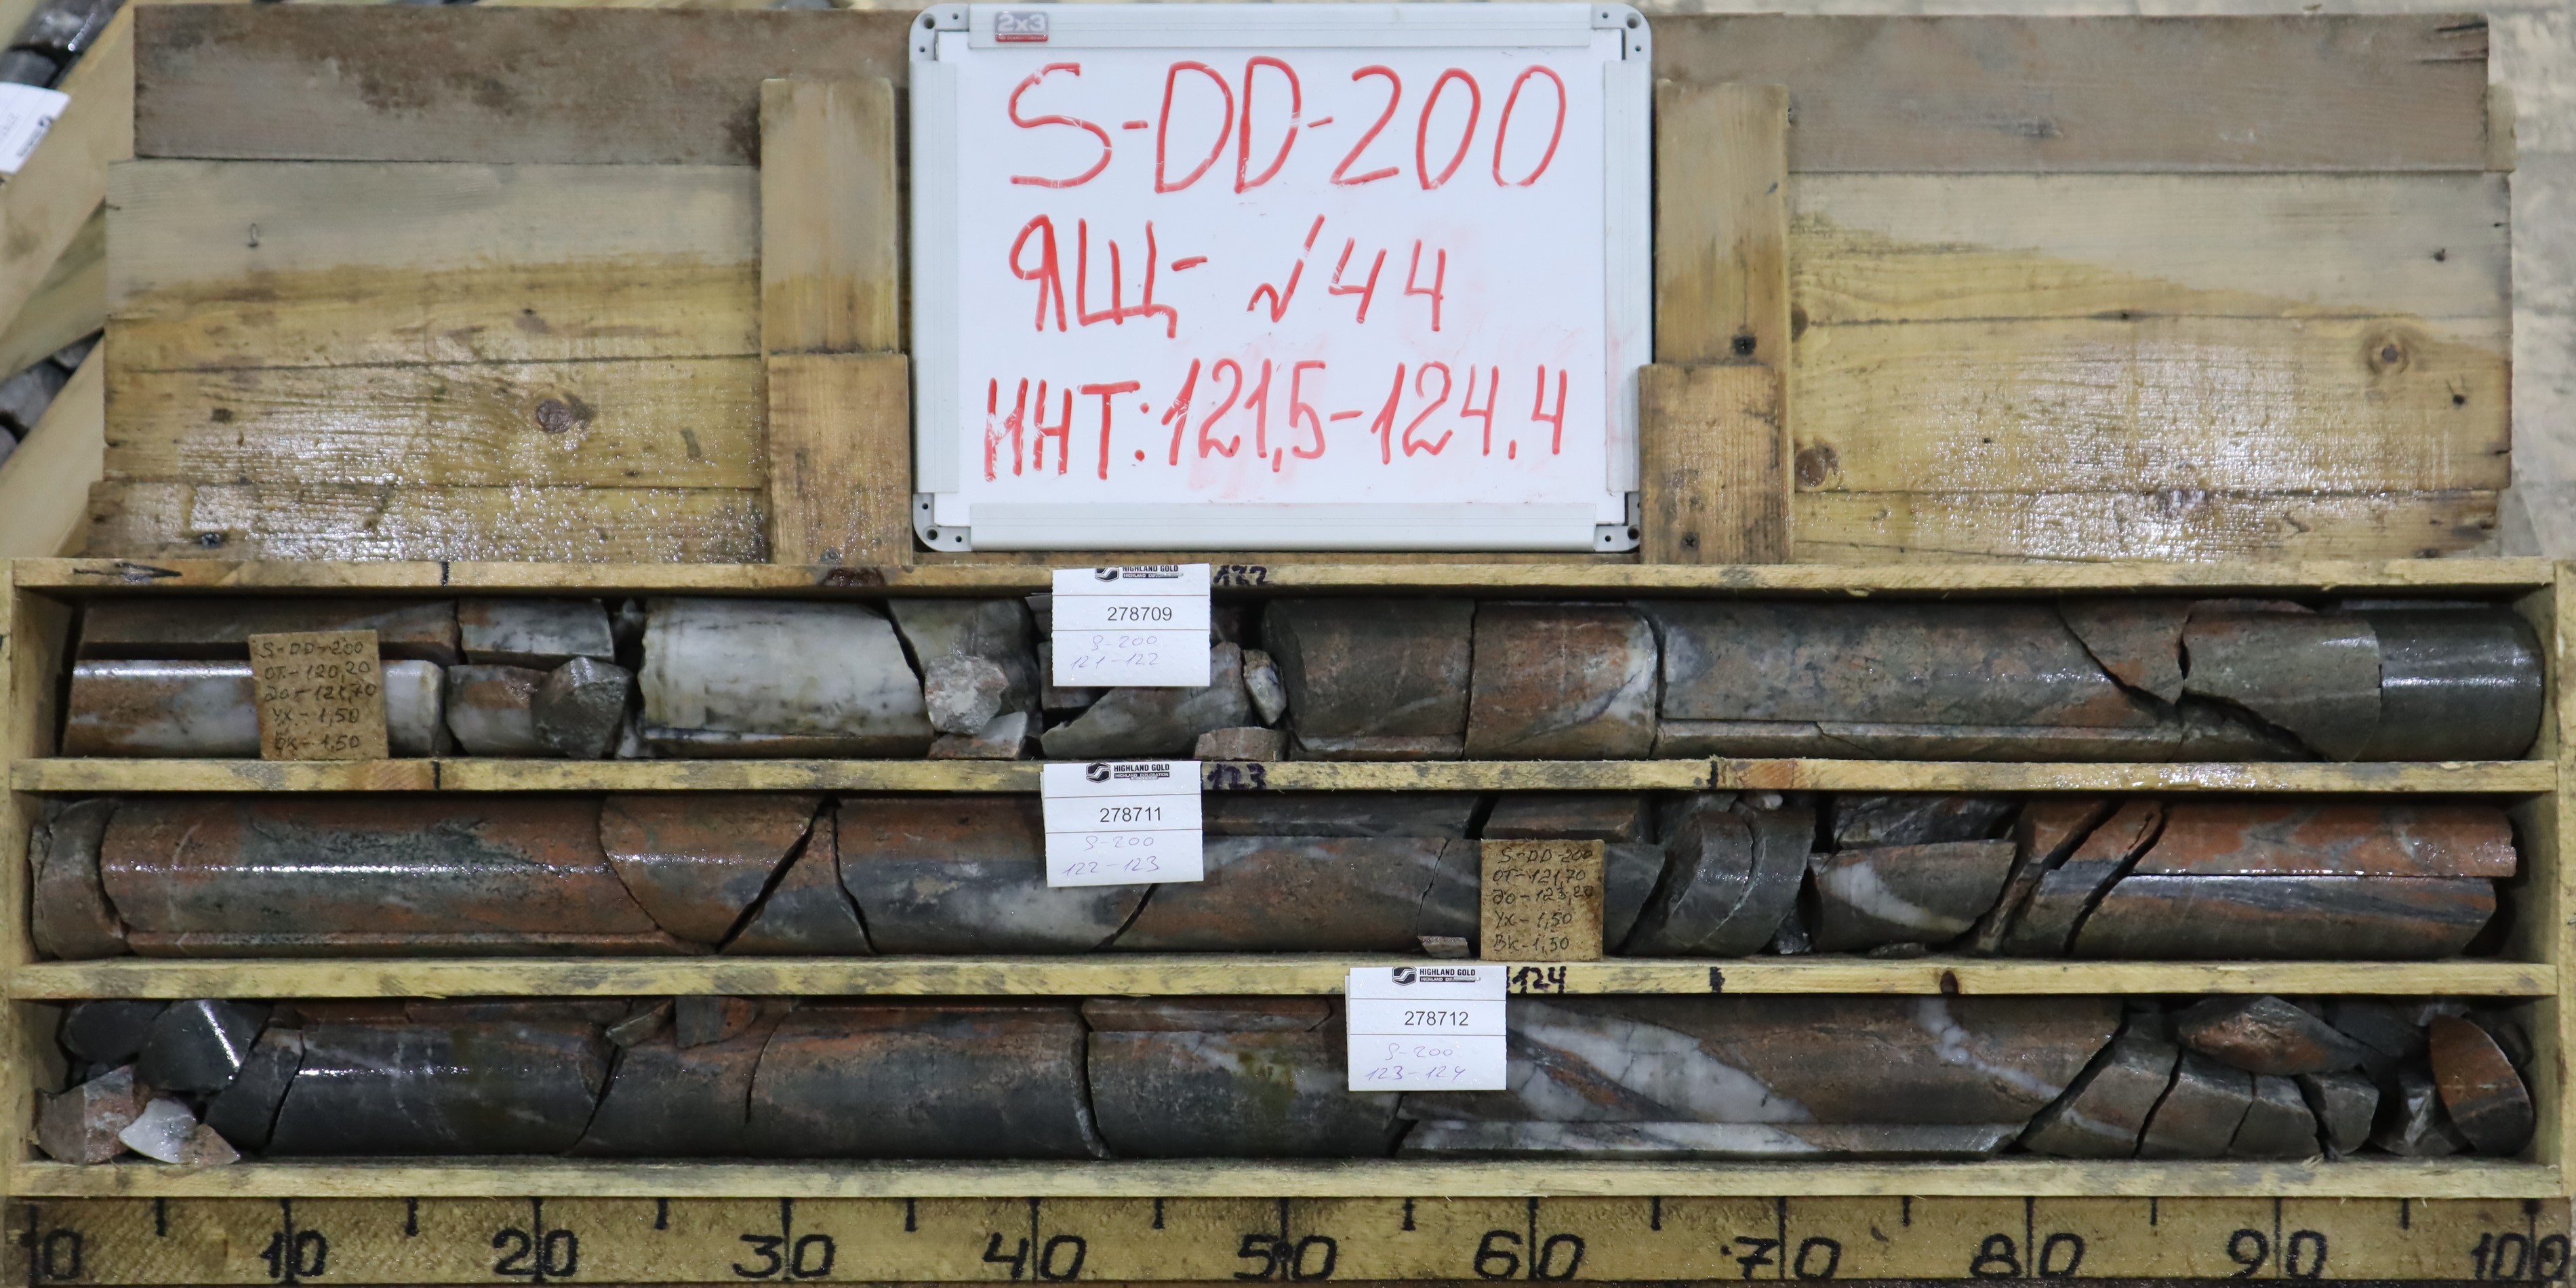 2x3
S-DD-200
ЯЩ- №44
ИНТ: 121,5-124.4
HIGHLAND GOLD
278709
S-200
121-122
122
S-DD-200
ОТ-120,20
до-121,70
УХ-1,50
ВК-1,50
HIGHLAND GOLD
278711
S-200
122-123
123
S-DD-200
ОТ-121,70
до-123,20
УХ-1,50
ВК-1,50
HIGHLAND GOLD
278712
S-200
123-124
124
0 10 20 30 40 50 60 70 80 90 100